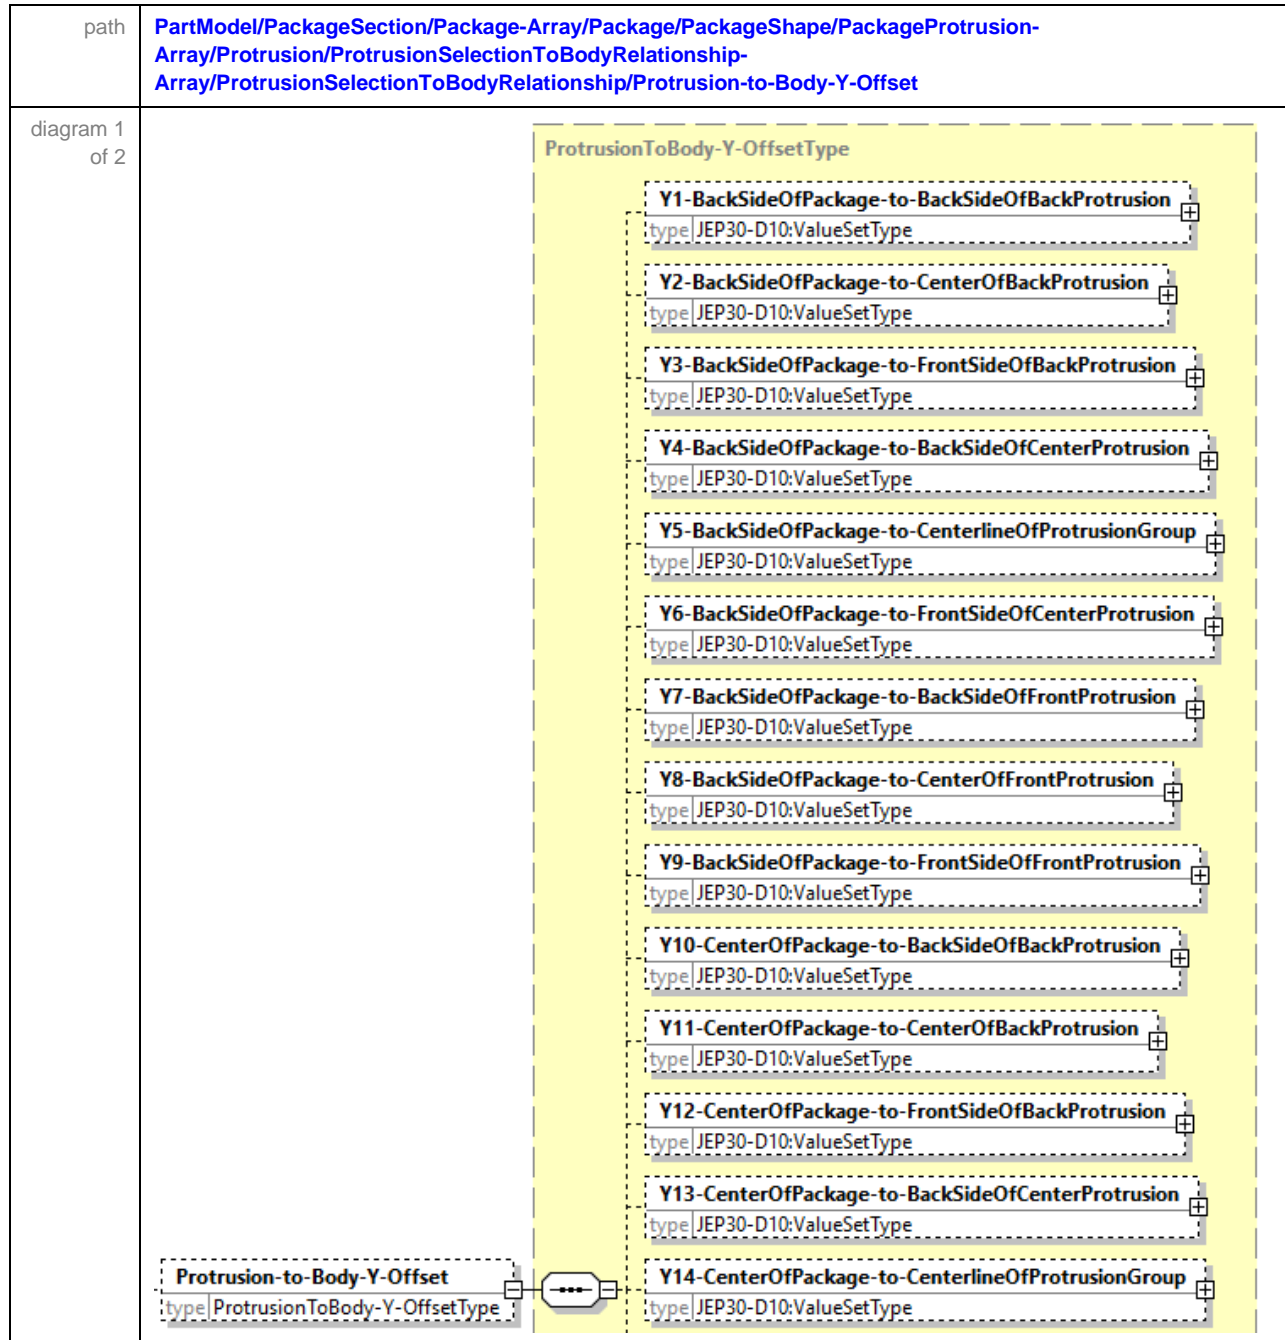 path
PartModel/PackageSection/Package-Array/Package/PackageShape/PackageProtrusion-
Array/Protrusion/ProtrusionSelectionToBodyRelationship-
Array/ProtrusionSelectionToBodyRelationship/Protrusion-to-Body-Y-Offset
diagram 1
of 2
ProtrusionToBody-Y-OffsetType
Y1-BackSideOfPackage-to-BackSideOfBackProtrusion
type JEP30-D10:ValueSetType
Y2-BackSideOfPackage-to-CenterOfBackProtrusion
type JEP30-D10:ValueSetType
Y3-BackSideOfPackage-to-FrontSideOfBackProtrusion
type JEP30-D10:ValueSetType
Y4-BackSideOfPackage-to-BackSideOfCenterProtrusion
type JEP30-D10:ValueSetType
Y5-BackSideOfPackage-to-CenterlineOfProtrusionGroup
type JEP30-D10:ValueSetType
Y6-BackSideOfPackage-to-FrontSideOfCenterProtrusion
type JEP30-D10:ValueSetType
Y7-BackSideOfPackage-to-BackSideOfFrontProtrusion
type JEP30-D10:ValueSetType
Y8-BackSideOfPackage-to-CenterOfFrontProtrusion
type JEP30-D10:ValueSetType
Y9-BackSideOfPackage-to-FrontSideOfFrontProtrusion
type JEP30-D10:ValueSetType
Y10-CenterOfPackage-to-BackSideOfBackProtrusion
type JEP30-D10:ValueSetType
Y11-CenterOfPackage-to-CenterOfBackProtrusion
type JEP30-D10:ValueSetType
Y12-CenterOfPackage-to-FrontSideOfBackProtrusion
type JEP30-D10:ValueSetType
Y13-CenterOfPackage-to-BackSideOfCenterProtrusion
type JEP30-D10:ValueSetType
Protrusion-to-Body-Y-Offset
type ProtrusionToBody-Y-OffsetType
Y14-CenterOfPackage-to-CenterlineOfProtrusionGroup
type JEP30-D10:ValueSetType